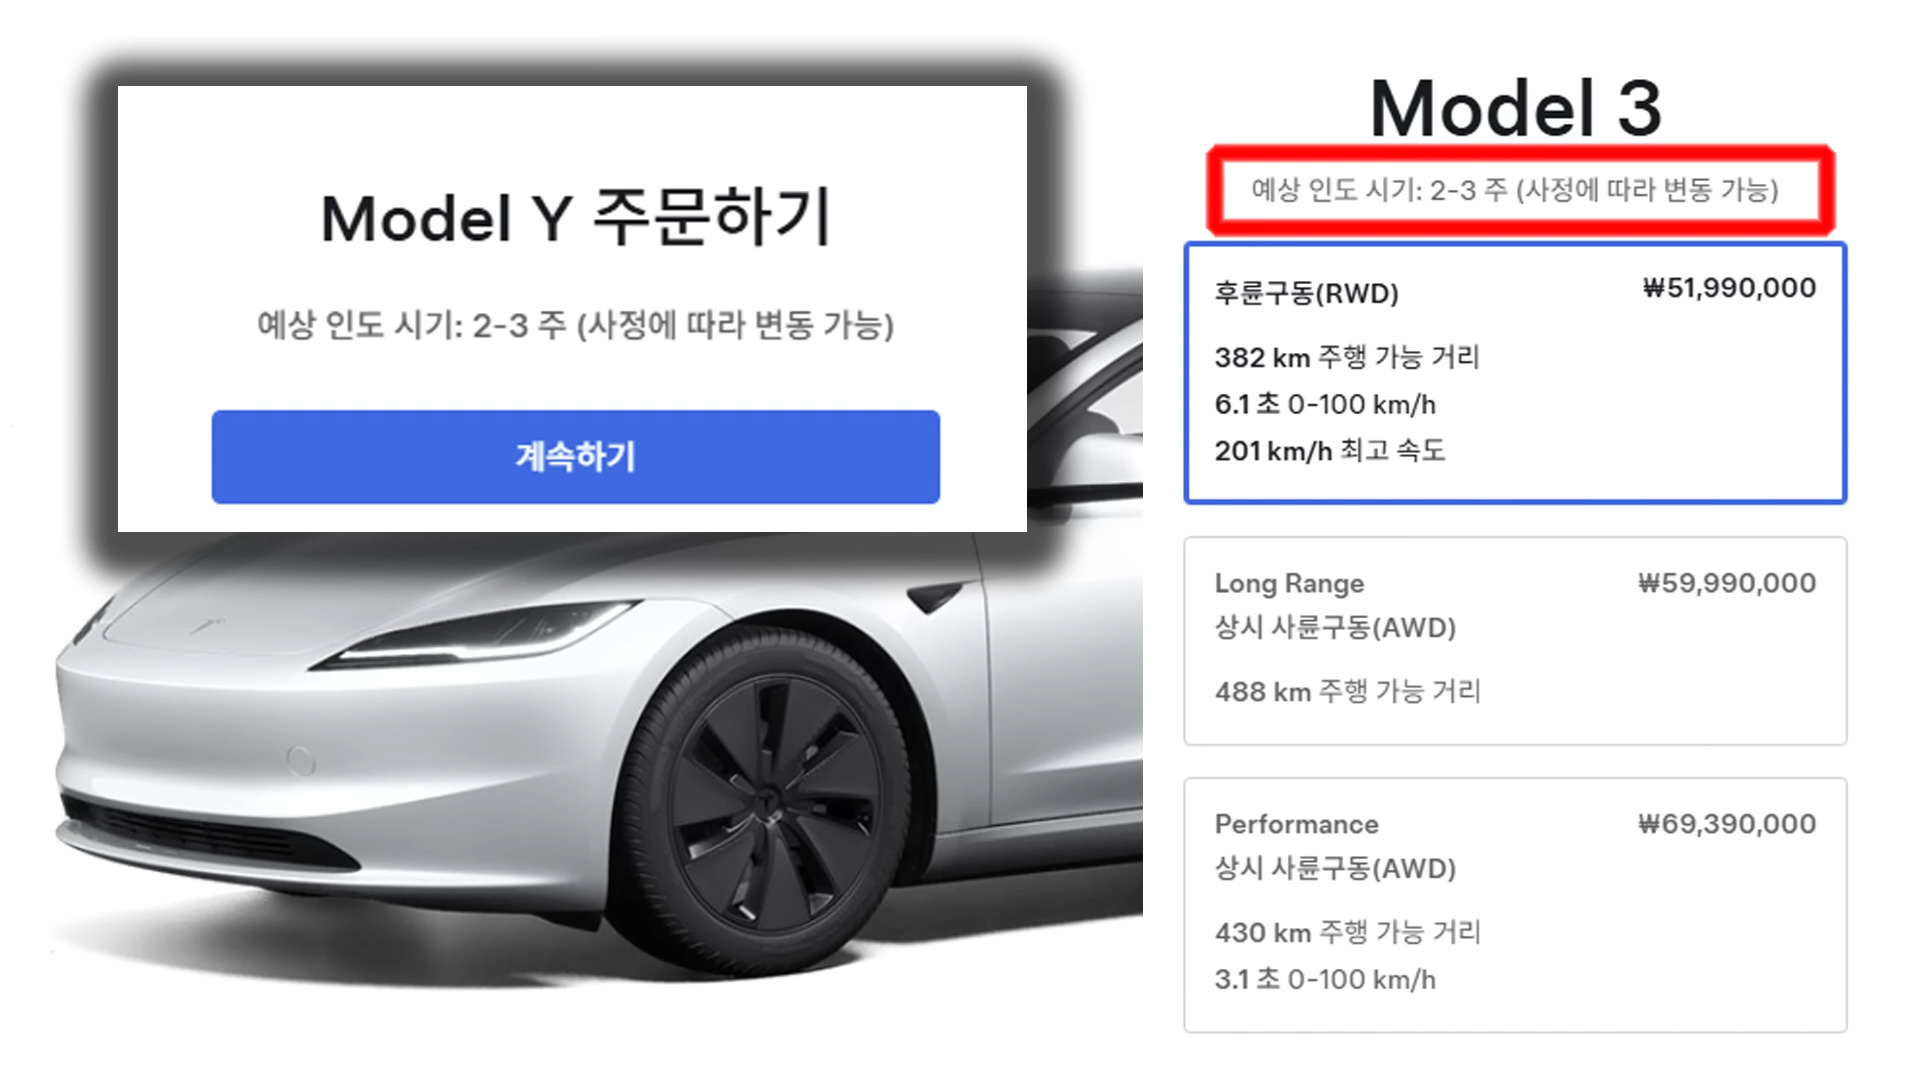 Model Y 주문하기
예상 인도 시기: 2-3 주 (사정에 따라 변동 가능)
계속하기
Model 3
예상 인도 시기: 2-3 주 (사정에 따라 변동 가능)
후륜구동(RWD) ₩51,990,000
382 km 주행 가능 거리
6.1 초 0-100 km/h
201 km/h 최고 속도
Long Range ₩59,990,000
상시 사륜구동(AWD)
488 km 주행 가능 거리
Performance ₩69,390,000
상시 사륜구동(AWD)
430 km 주행 가능 거리
3.1 초 0-100 km/h